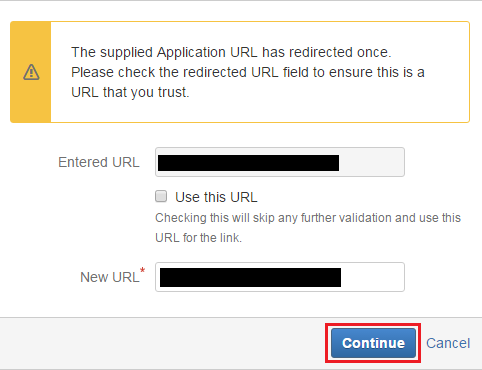 The supplied Application URL has redirected once.
Please check the redirected URL field to ensure this is a
URL that you trust.
Entered URL
Use this URL
Checking this will skip any further validation and use this
URL for the link.
New URL*
Continue Cancel